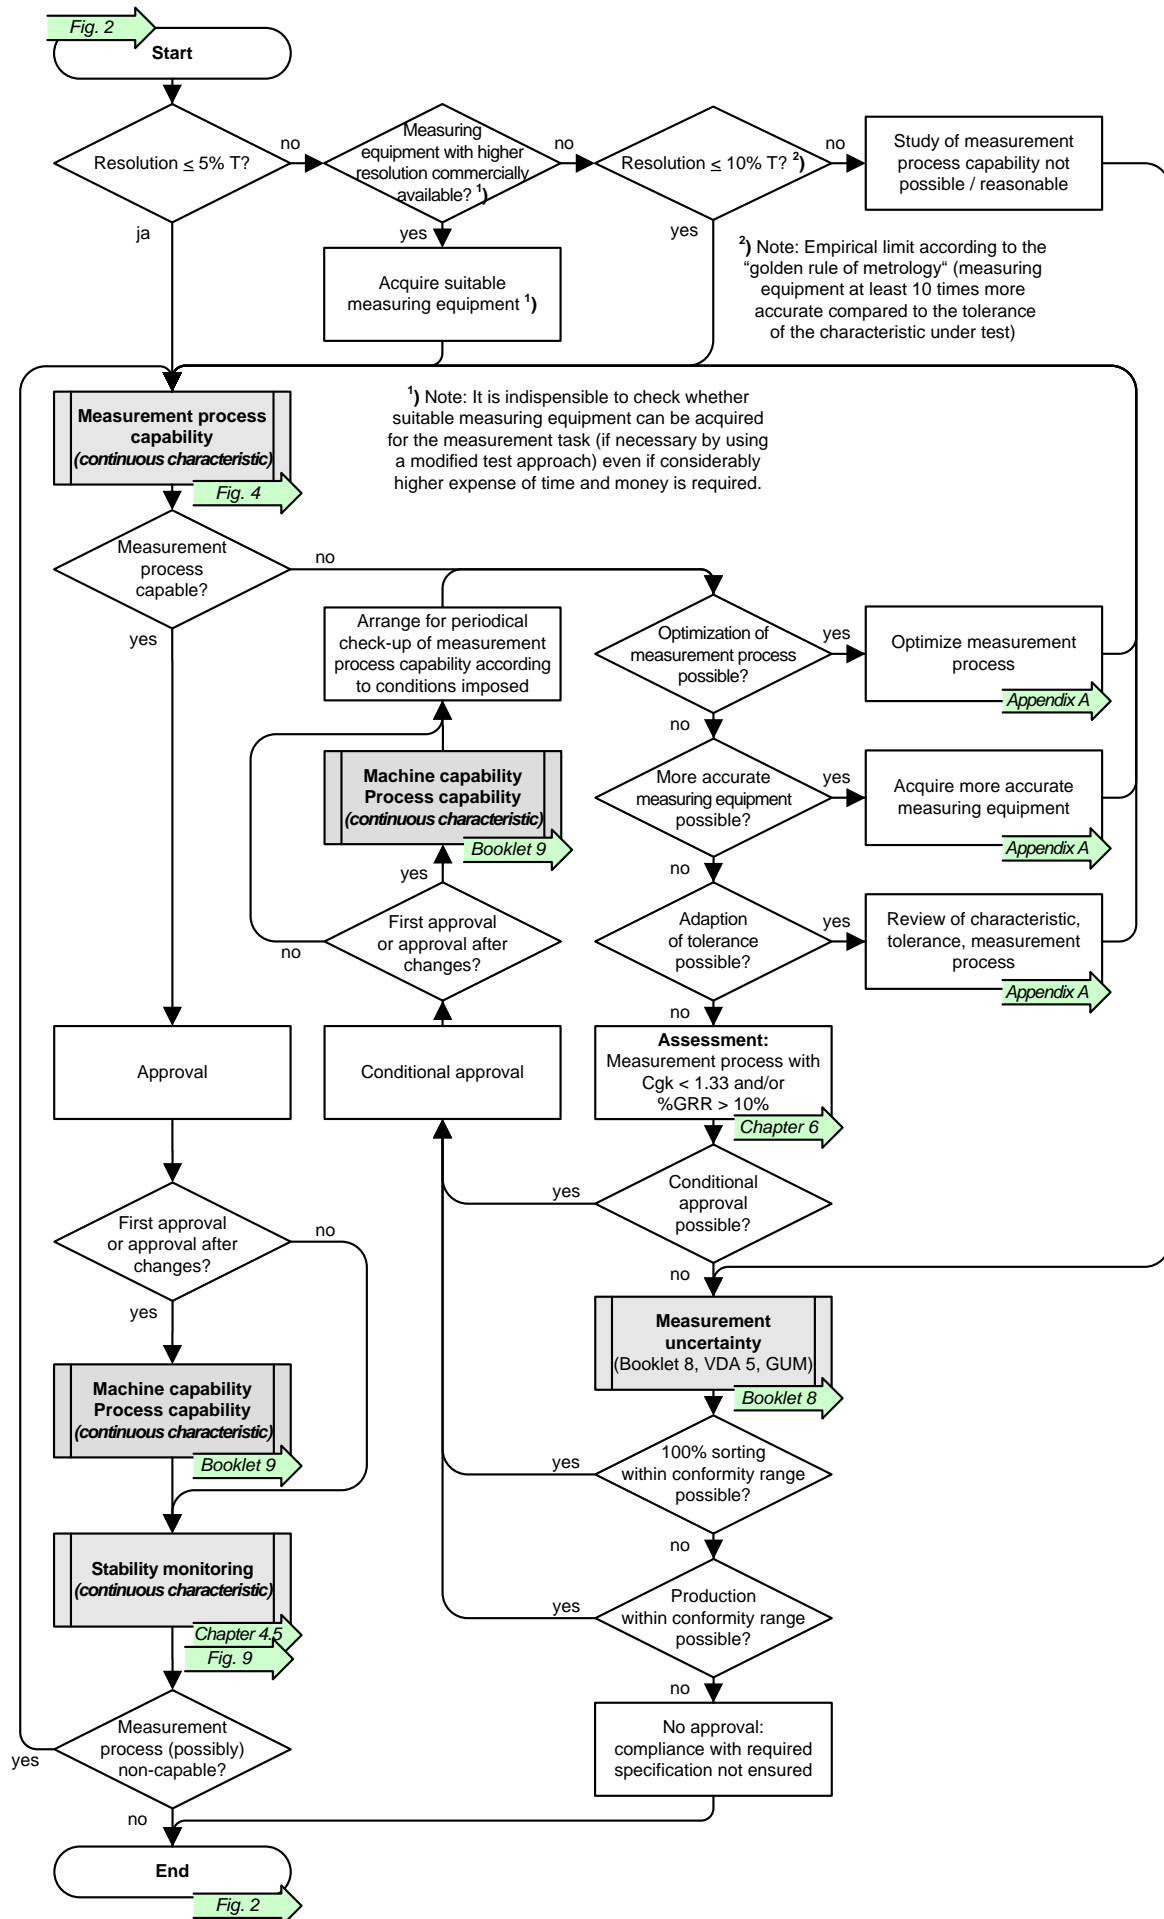 Fig. 2
Start
Resolution ≤ 5% T?
no
Measuring
equipment with higher
resolution commercially
available? ¹)
no
Resolution ≤ 10% T? ²)
no
Study of measurement
process capability not
possible / reasonable
ja
yes
yes
Acquire suitable
measuring equipment ¹)
²) Note: Empirical limit according to the
“golden rule of metrology“ (measuring
equipment at least 10 times more
accurate compared to the tolerance
of the characteristic under test)
Measurement process
capability
(continuous characteristic)
Fig. 4
¹) Note: It is indispensible to check whether
suitable measuring equipment can be acquired
for the measurement task (if necessary by using
a modified test approach) even if considerably
higher expense of time and money is required.
Measurement
process
capable?
no
yes
Arrange for periodical
check-up of measurement
process capability according
to conditions imposed
Optimization of
measurement process
possible?
yes
Optimize measurement
process
Appendix A
no
Machine capability
Process capability
(continuous characteristic)
Booklet 9
More accurate
measuring equipment
possible?
yes
Acquire more accurate
measuring equipment
Appendix A
yes
no
First approval
or approval after
changes?
no
Adaption
of tolerance
possible?
yes
Review of characteristic,
tolerance, measurement
process
Appendix A
no
Approval
Conditional approval
Assessment:
Measurement process with
Cgk < 1.33 and/or
%GRR > 10%
Chapter 6
Conditional
approval
possible?
yes
no
First approval
or approval after
changes?
no
yes
Measurement
uncertainty
(Booklet 8, VDA 5, GUM)
Booklet 8
Machine capability
Process capability
(continuous characteristic)
Booklet 9
100% sorting
within conformity range
possible?
yes
no
Stability monitoring
(continuous characteristic)
Chapter 4.5
Fig. 9
Production
within conformity range
possible?
yes
no
Measurement
process (possibly)
non-capable?
yes
no
No approval:
compliance with required
specification not ensured
End
Fig. 2